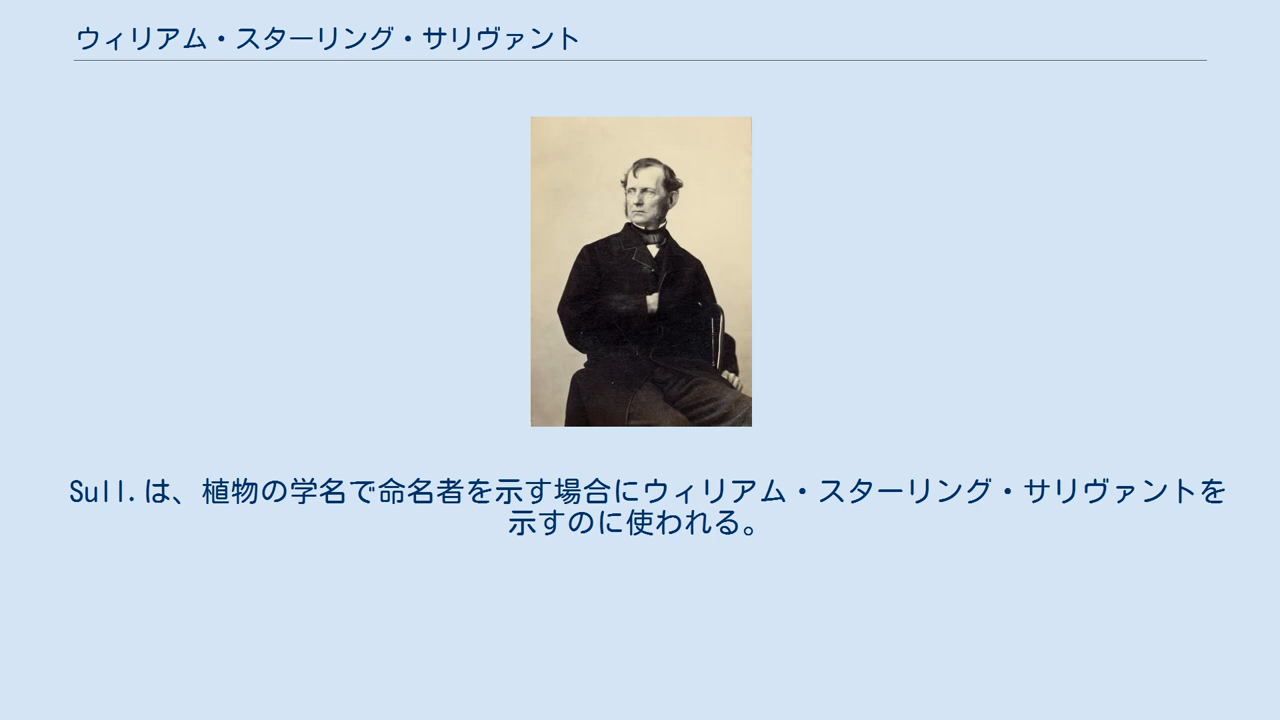 ウィリアム・スターリング・サリヴァント
Sull.は、植物の学名で命名者を示す場合にウィリアム・スターリング・サリヴァントを
示すのに使われる。